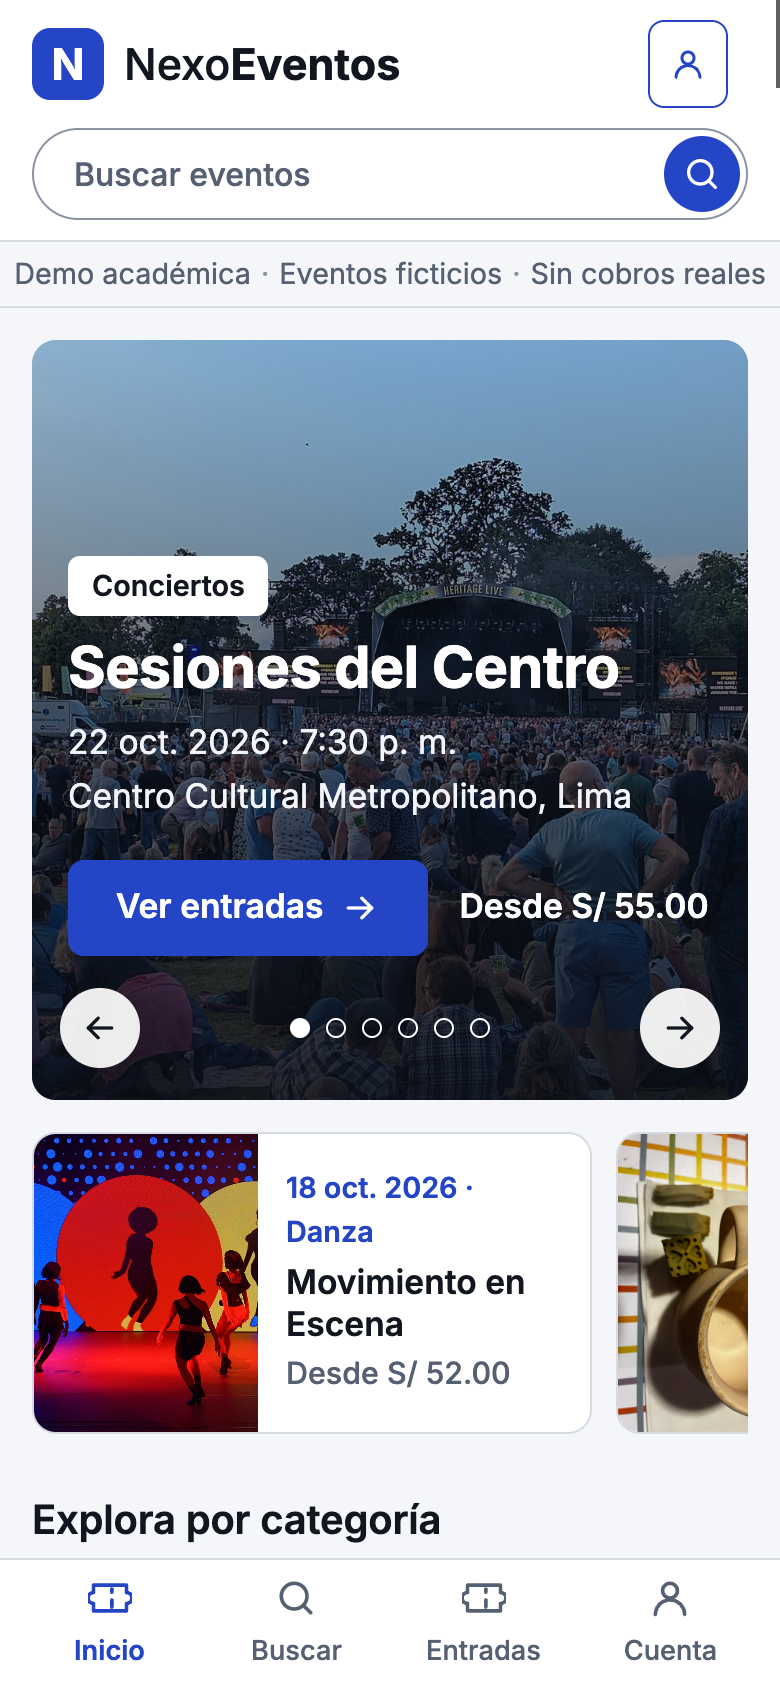 N NexoEventos
Buscar eventos
Demo académica · Eventos ficticios · Sin cobros reales
HERITAGE LIVE
Conciertos
Sesiones del Centro
22 oct. 2026 · 7:30 p. m.
Centro Cultural Metropolitano, Lima
Ver entradas → Desde S/ 55.00
← →
18 oct. 2026 ·
Danza
Movimiento en
Escena
Desde S/ 52.00
Explora por categoría
Inicio Buscar Entradas Cuenta